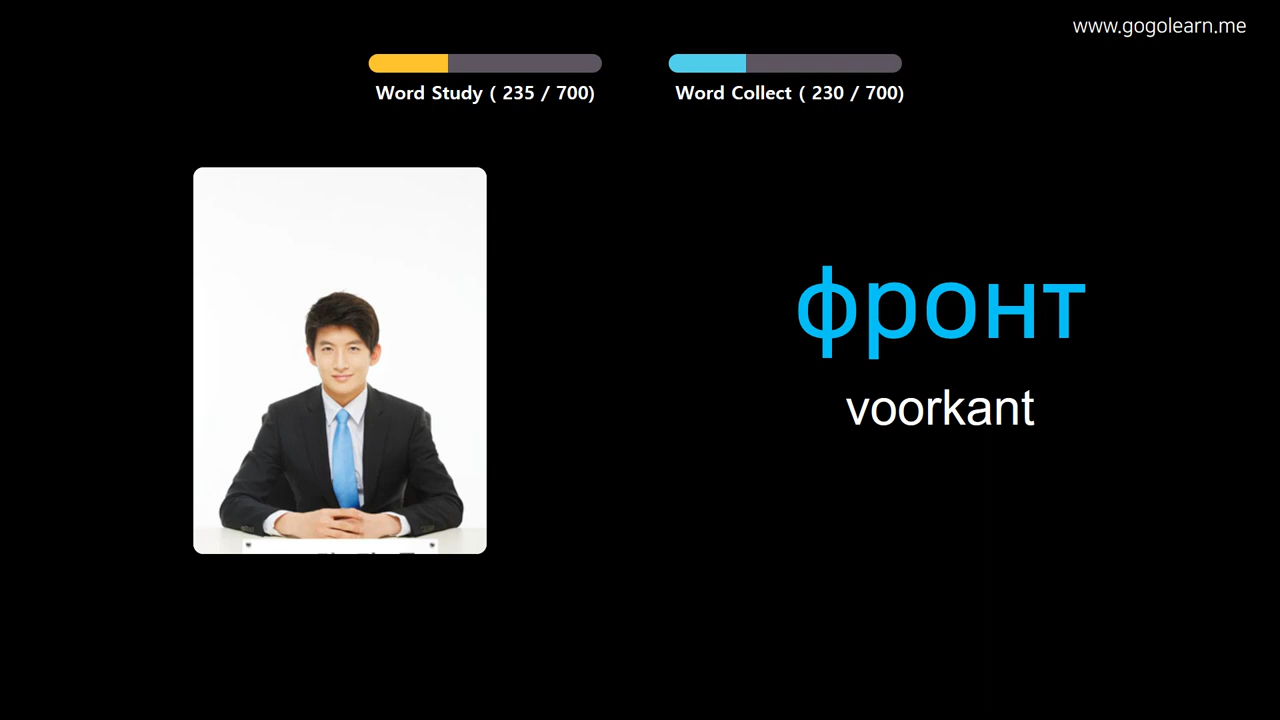 www.gogolearn.me
Word Study ( 235 / 700)
Word Collect ( 230 / 700)
фронт
voorkant